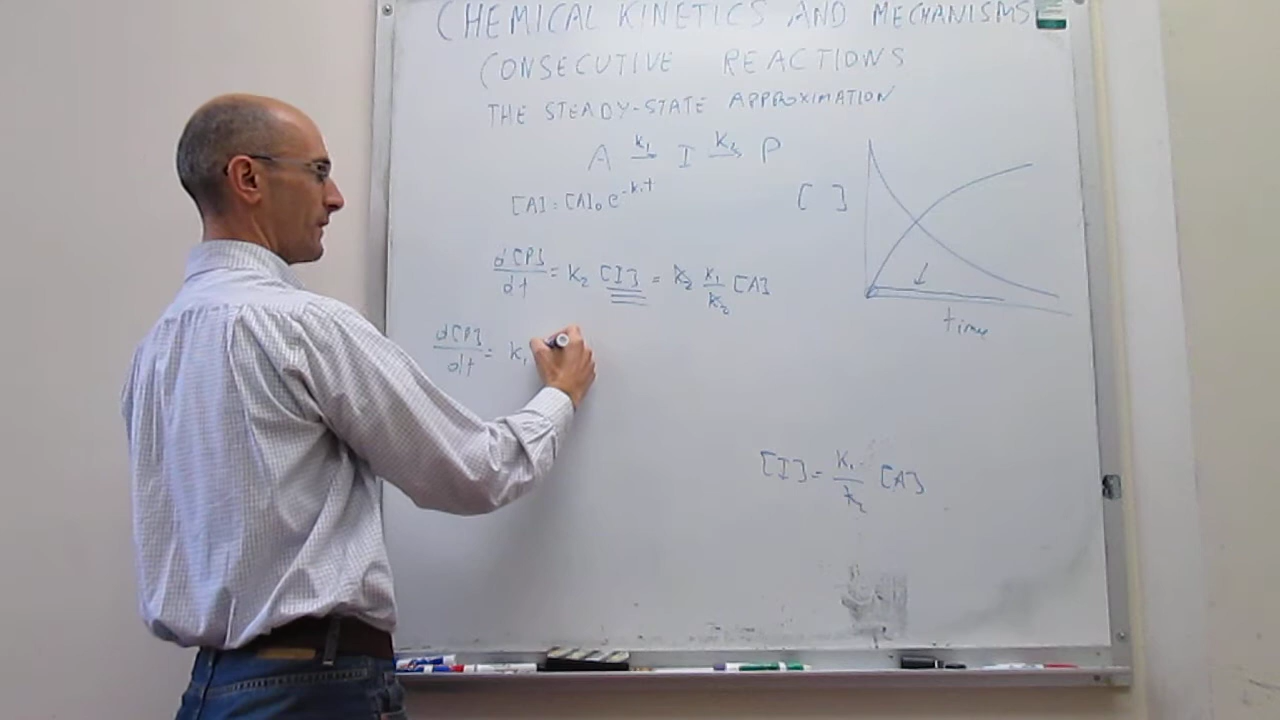 CHEMICAL KINETICS AND MECHANISMS
CONSECUTIVE REACTIONS
THE STEADY-STATE APPROXIMATION
A k₁→ I k₂→ P
[A] = [A]₀ e^{-k₁t}
[ ]
d[P]/dt = k₂ [I] = k₂ k₁/k₂ [A]
time
d[P]/dt = k₁
[I] = k₁/k₂ [A]